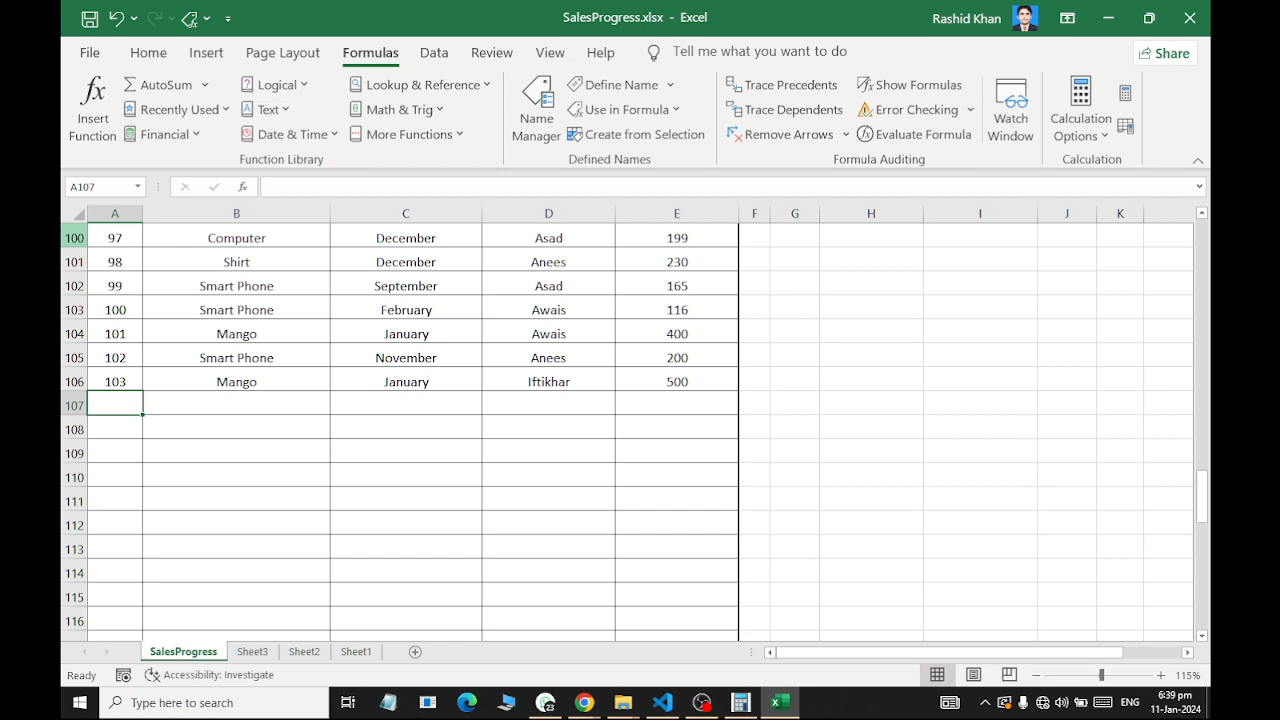 SalesProgress.xlsx - Excel
Rashid Khan
File Home Insert Page Layout Formulas Data Review View Help Tell me what you want to do Share
fx Insert Function
AutoSum
Recently Used
Financial
Logical
Text
Date & Time
Lookup & Reference
Math & Trig
More Functions
Function Library
Name Manager
Define Name
Use in Formula
Create from Selection
Defined Names
Trace Precedents
Trace Dependents
Remove Arrows
Show Formulas
Error Checking
Evaluate Formula
Formula Auditing
Watch Window
Calculation Options
Calculation
A107 fx
A B C D E F G H I J K
100 97 Computer December Asad 199
101 98 Shirt December Anees 230
102 99 Smart Phone September Asad 165
103 100 Smart Phone February Awais 116
104 101 Mango January Awais 400
105 102 Smart Phone November Anees 200
106 103 Mango January Iftikhar 500
107
108
109
110
111
112
113
114
115
116
SalesProgress Sheet3 Sheet2 Sheet1
Ready Accessibility: Investigate 115%
Type here to search
ENG
6:39 pm
11-Jan-2024